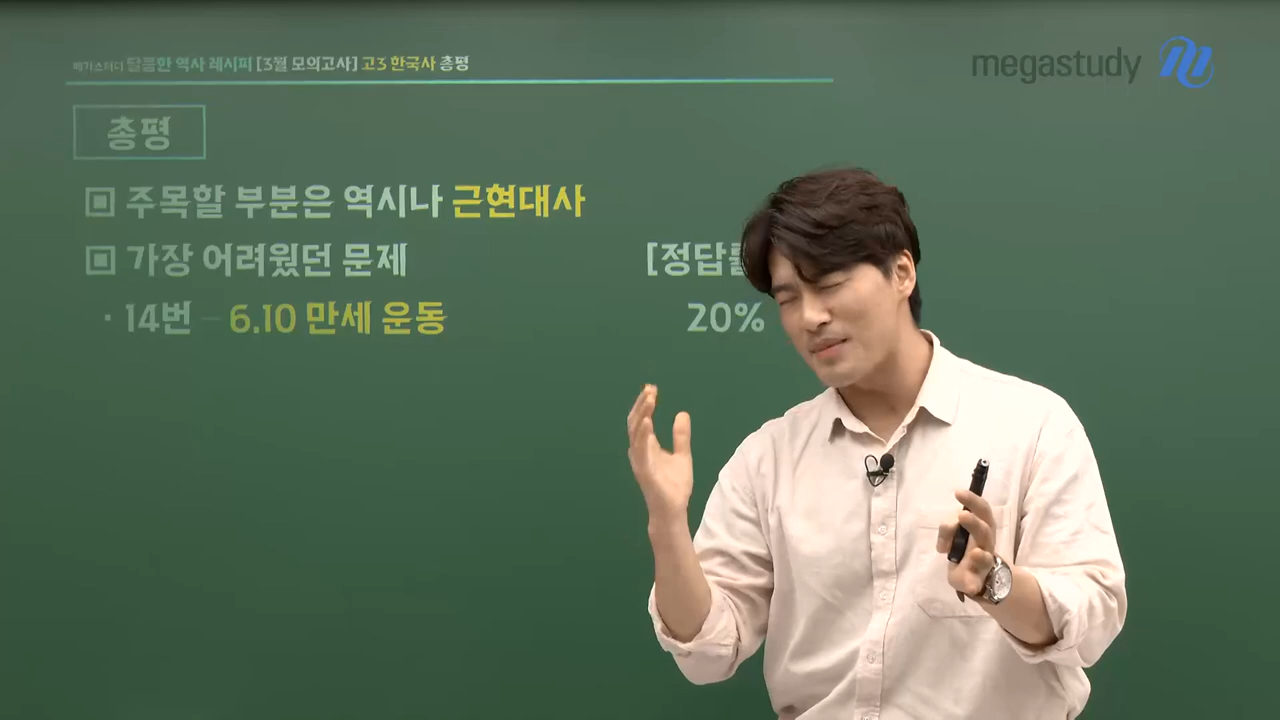 메가스터디 달콤한 역사 레시피 [3월 모의고사] 고3 한국사 총평
megastudy
총평
주목할 부분은 역시나 근현대사
가장 어려웠던 문제 [정답률
· 14번 – 6.10 만세 운동 20%